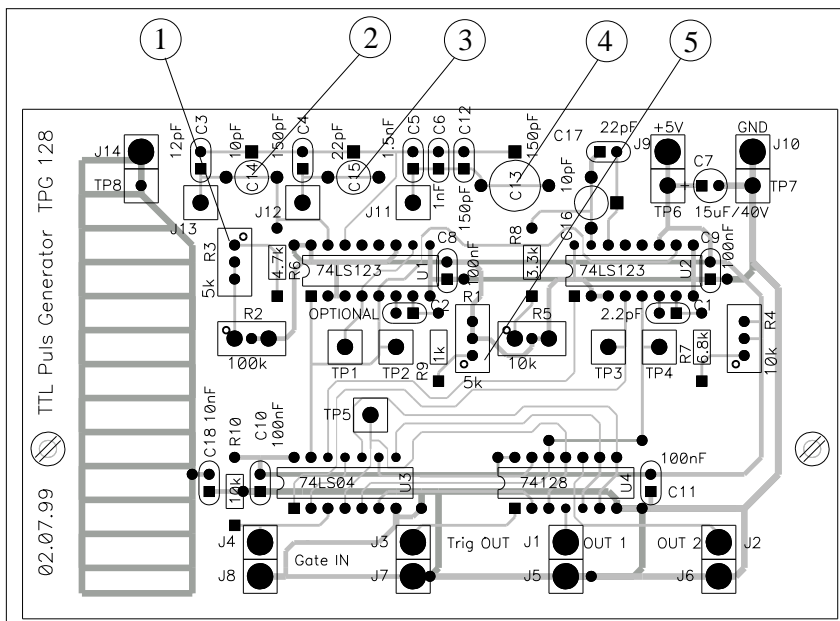 1
2
3
4
5
TTL Puls Generator TPG 128
02.07.99
J14
TP8
12pF
C3
10pF
C14
150pF
C4
22pF
C15
1.5nF
C5
C6
C12
1nF
150pF
C13
150pF
C17
22pF
10pF
C16
+5V
J9
GND
J10
C7
TP6
TP7
15uF/40V
J13
J12
J11
R3
5k
4.7k
R6
74LS123
U1
C8
100nF
R8
3.3k
74LS123
U2
C9
100nF
R2
100k
OPTIONAL
C2
R1
5k
R5
10k
2.2pF
C1
R4
10k
TP1
TP2
R9
1k
TP3
TP4
R7
6.8k
TP5
C18
10nF
R10
10k
C10
100nF
74LS04
U3
74128
U4
100nF
C11
J4
Gate IN
J3
Trig OUT
J1
OUT 1
OUT 2
J2
J8
J7
J5
J6